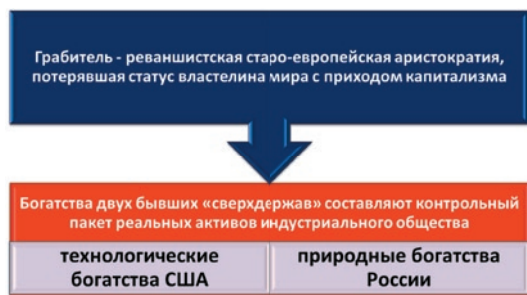 Грабитель - реваншистская старо-европейская аристократия,
потерявшая статус властелина мира с приходом капитализма
Богатства двух бывших «сверхдержав» составляют контрольный
пакет реальных активов индустриального общества
технологические
богатства США
природные богатства
России